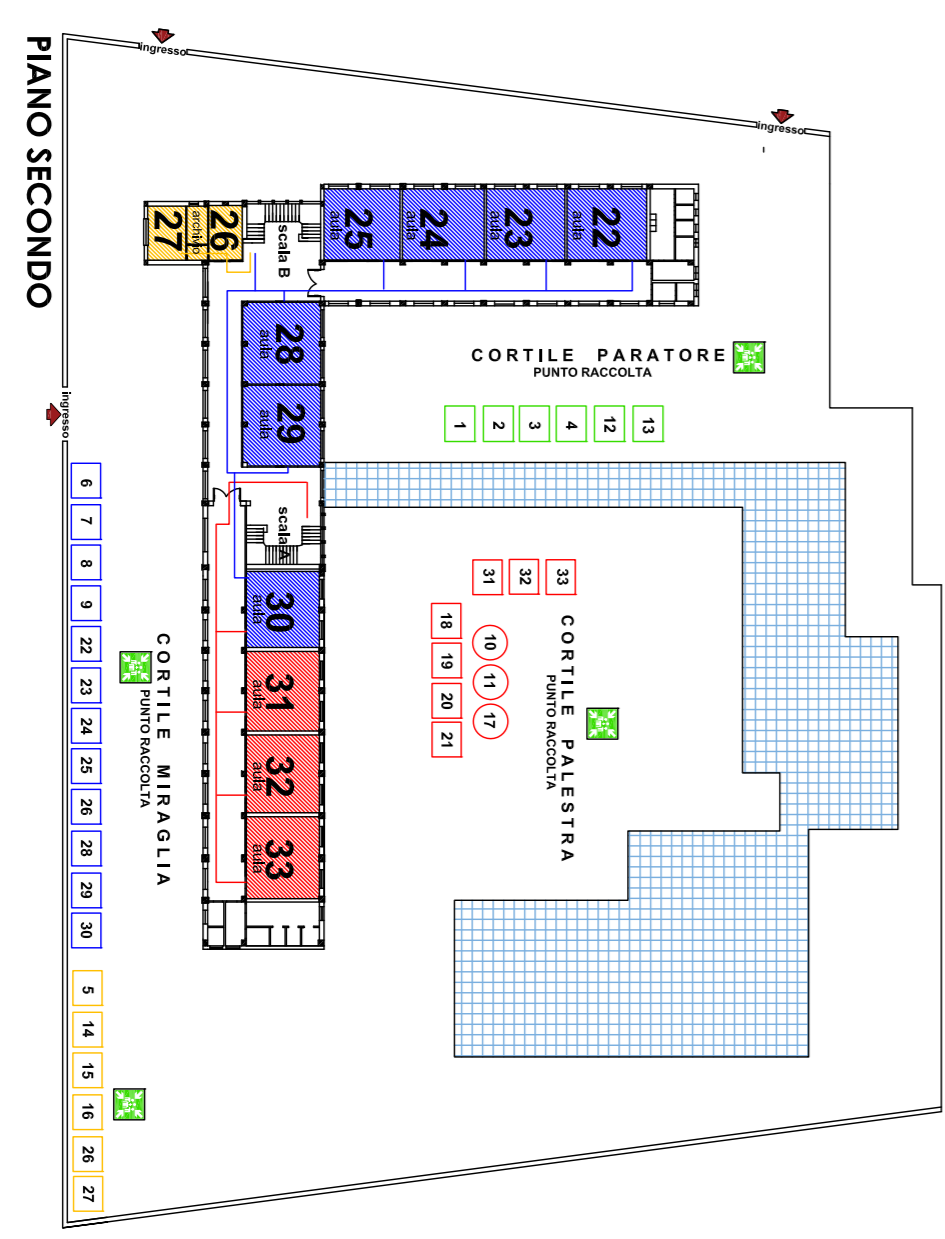 PIANO SECONDO
ingresso
ingresso
ingresso
27
archivio
26
scala B
25
aula
24
aula
23
aula
22
aula
28
aula
29
aula
scala A
30
aula
31
aula
32
aula
33
aula
CORTILE PARATORE
PUNTO RACCOLTA
1
2
3
4
12
13
CORTILE PALESTRA
PUNTO RACCOLTA
31
32
33
18
19
20
21
10
11
17
CORTILE MIRAGLIA
PUNTO RACCOLTA
6
7
8
9
22
23
24
25
26
28
29
30
5
14
15
16
26
27